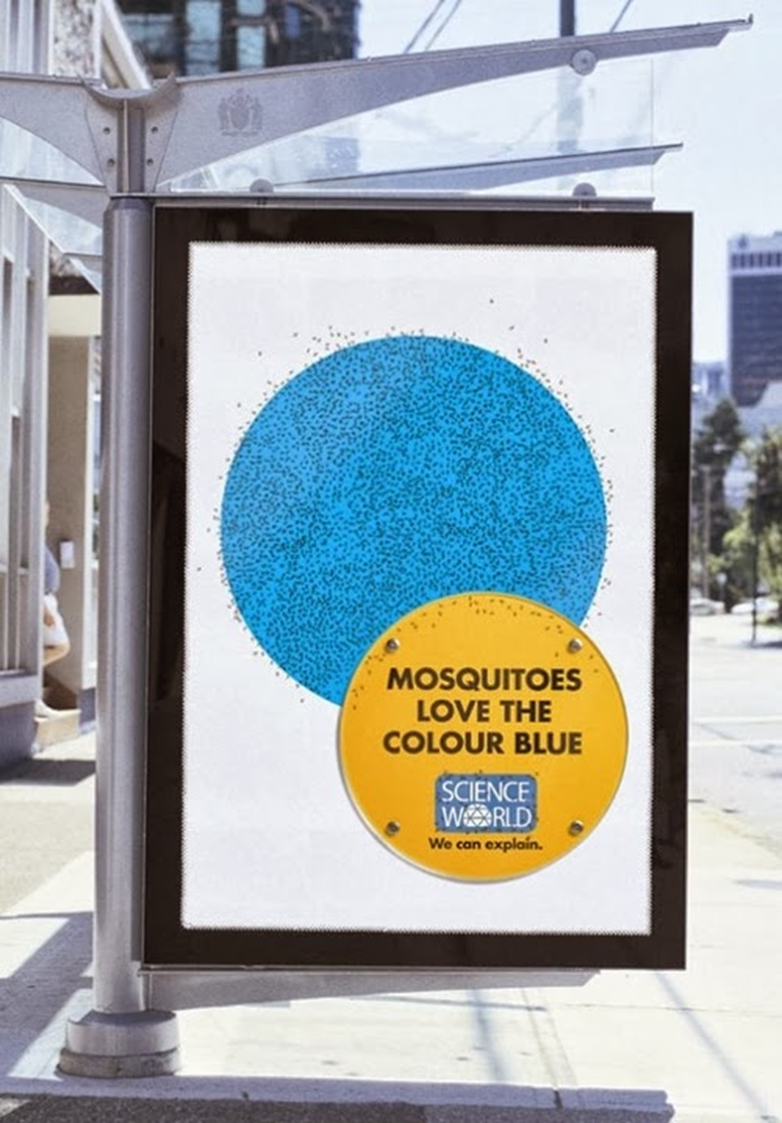 MOSQUITOES
LOVE THE
COLOUR BLUE
SCIENCE
WORLD
We can explain.